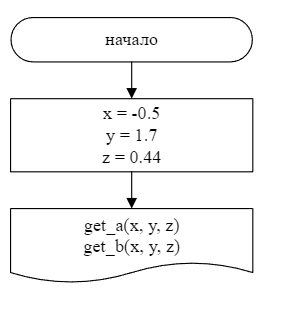 начало
x = -0.5
y = 1.7
z = 0.44
get_a(x, y, z)
get_b(x, y, z)